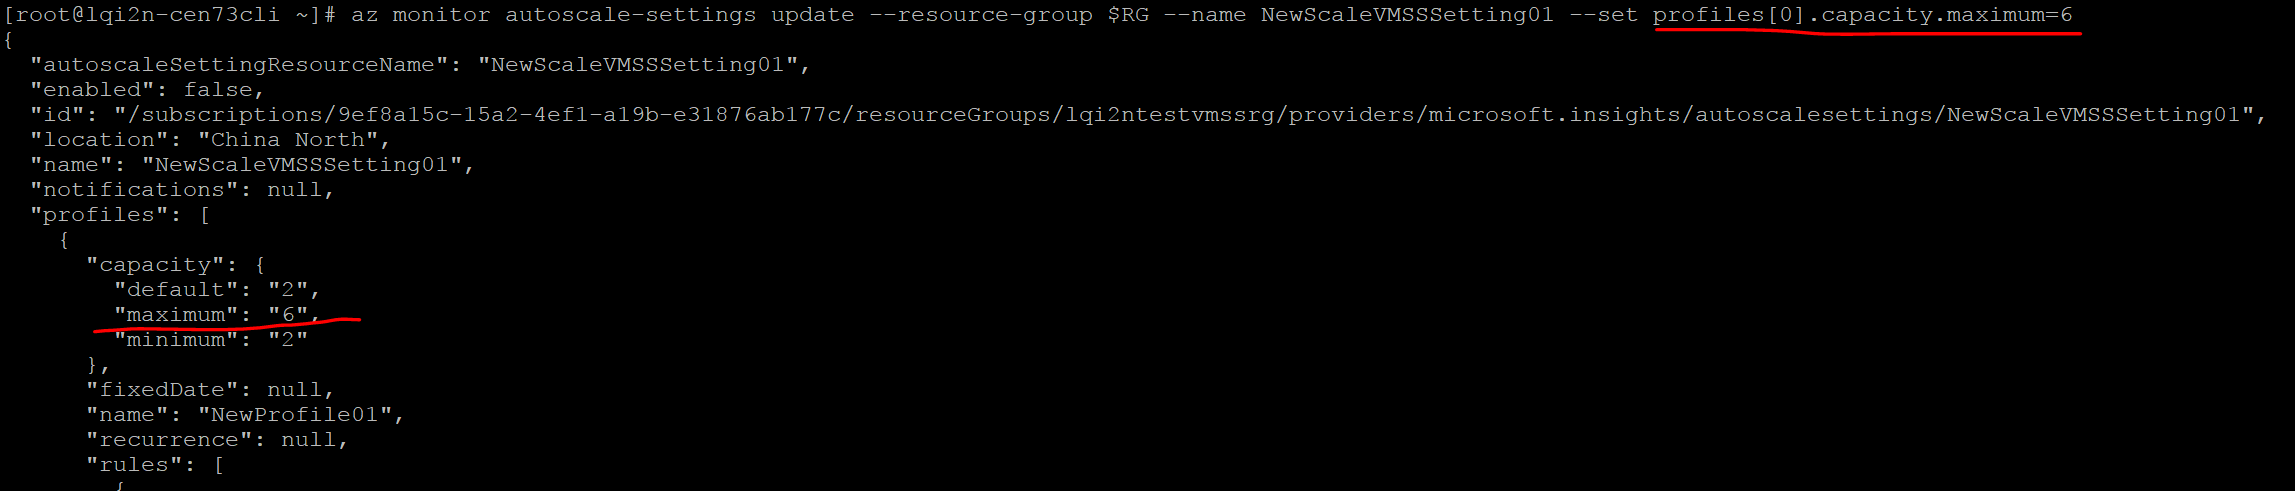 [root@lqi2n-cen73cli ~]# az monitor autoscale-settings update --resource-group $RG --name NewScaleVMSSSetting01 --set profiles[0].capacity.maximum=6
{
  "autoscaleSettingResourceName": "NewScaleVMSSSetting01",
  "enabled": false,
  "id": "/subscriptions/9ef8a15c-15a2-4ef1-a19b-e31876ab177c/resourceGroups/lqi2ntestvmssrg/providers/microsoft.insights/autoscalesettings/NewScaleVMSSSetting01",
  "location": "China North",
  "name": "NewScaleVMSSSetting01",
  "notifications": null,
  "profiles": [
    {
      "capacity": {
        "default": "2",
        "maximum": "6",
        "minimum": "2"
      },
      "fixedDate": null,
      "name": "NewProfile01",
      "recurrence": null,
      "rules": [
        {